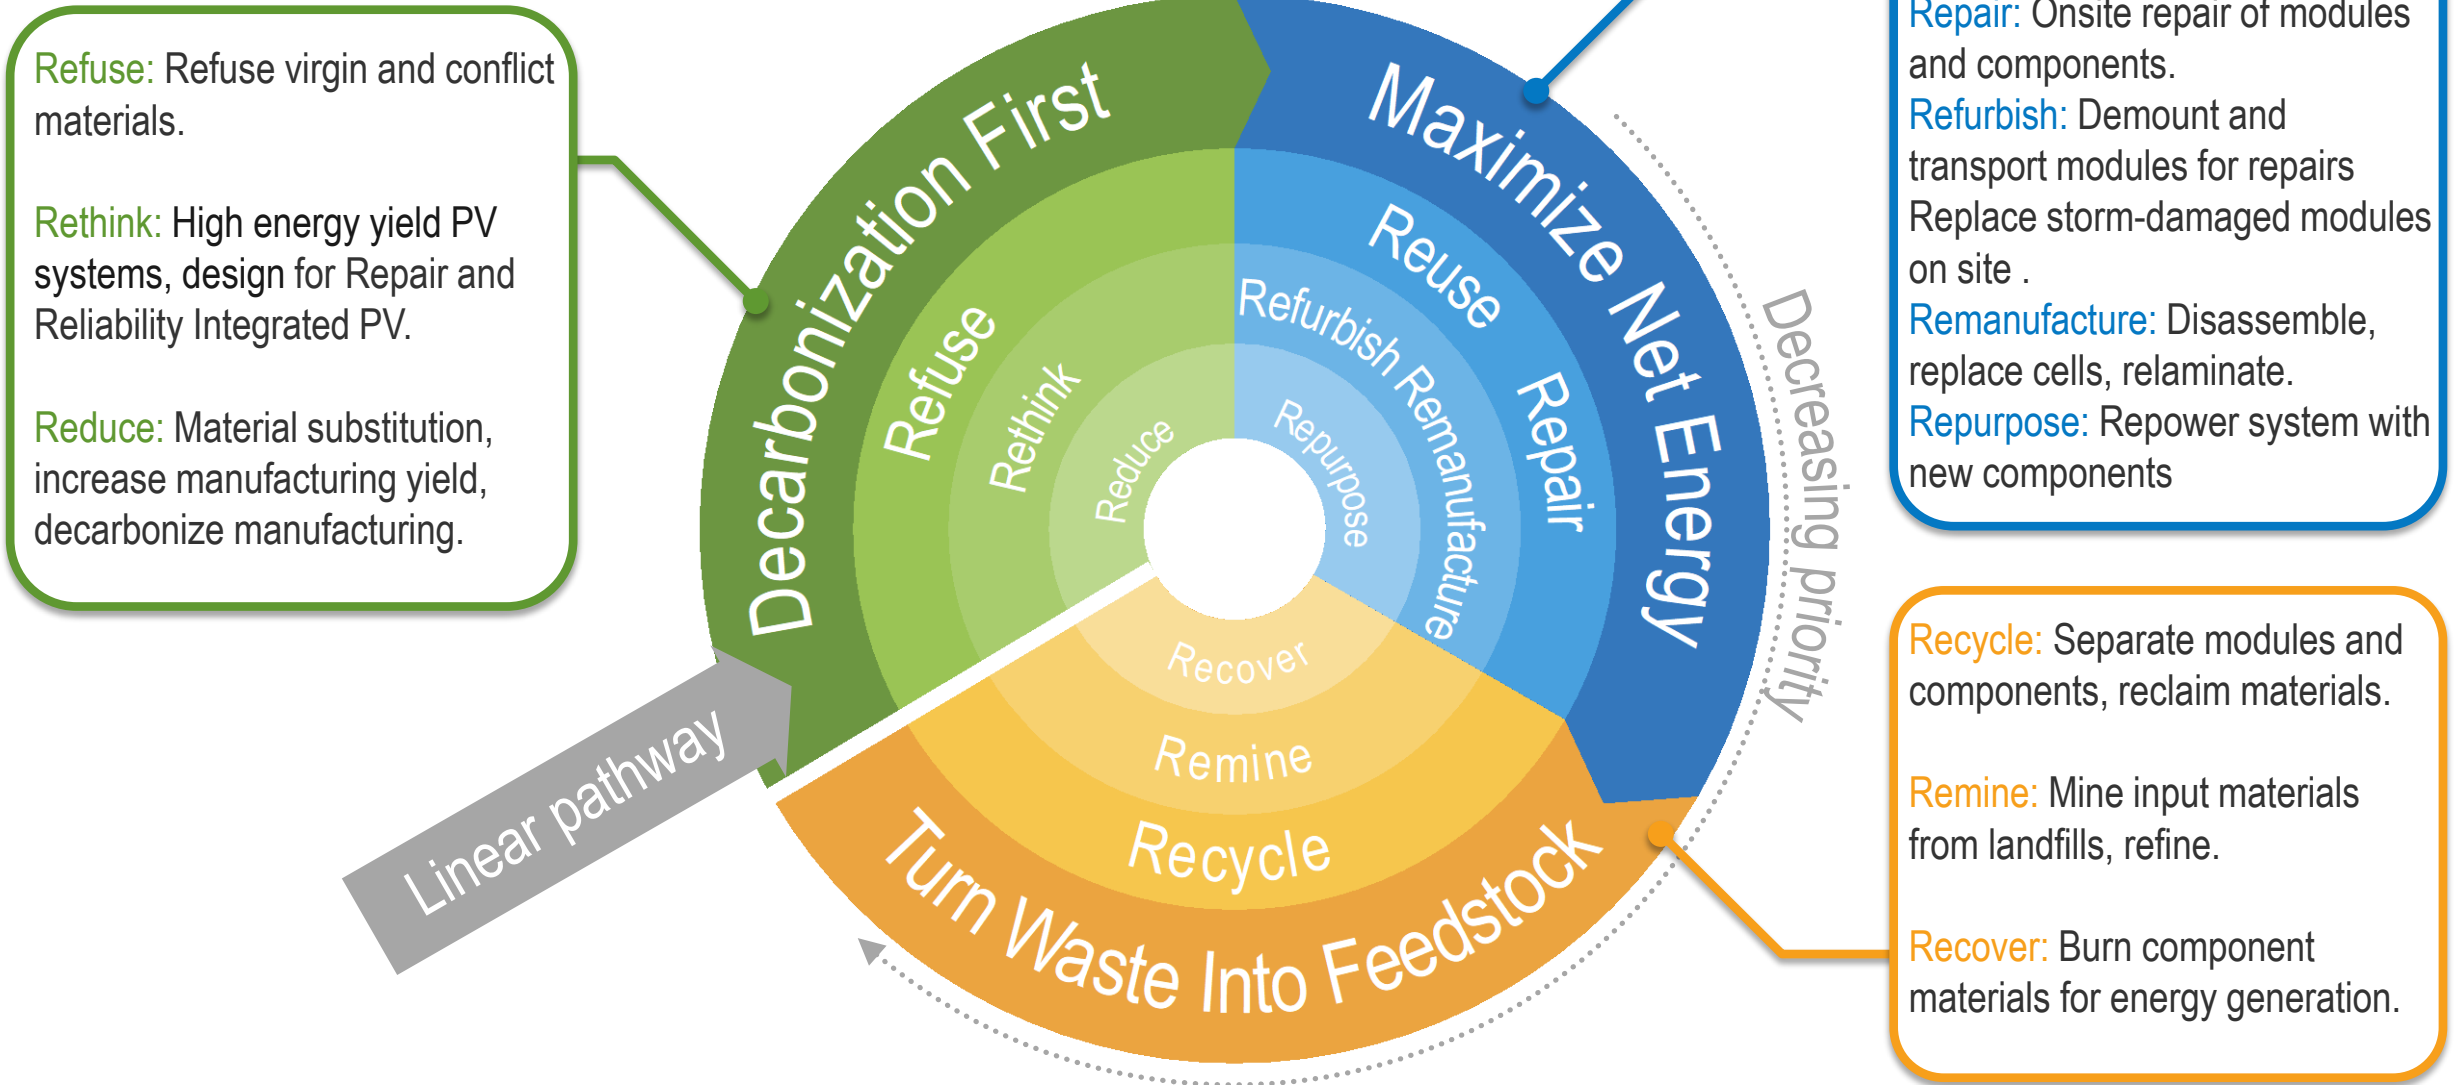 Refuse: Refuse virgin and conflict
materials.
Rethink: High energy yield PV
systems, design for Repair and
Reliability Integrated PV.
Reduce: Material substitution,
increase manufacturing yield,
decarbonize manufacturing.
Decarbonization First
Refuse
Rethink
Reduce
Maximize Net Energy
Reuse
Repair
Refurbish Remanufacture
Repurpose
Recover
Remine
Recycle
Turn Waste Into Feedstock
Linear pathway
Decreasing priority
Repair: Onsite repair of modules
and components.
Refurbish: Demount and
transport modules for repairs
Replace storm-damaged modules
on site .
Remanufacture: Disassemble,
replace cells, relaminate.
Repurpose: Repower system with
new components
Recycle: Separate modules and
components, reclaim materials.
Remine: Mine input materials
from landfills, refine.
Recover: Burn component
materials for energy generation.